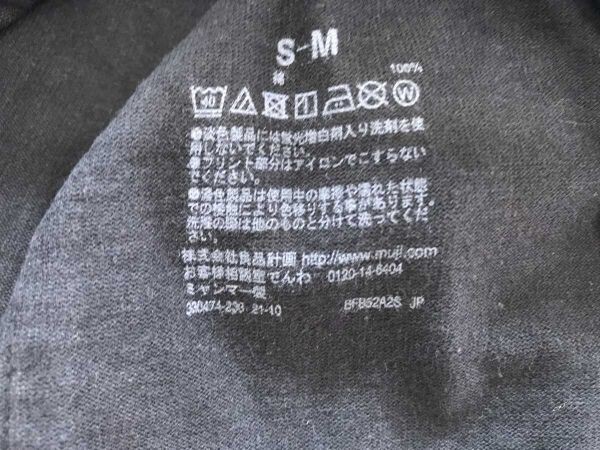 S-M
綿 100%
40 W
●淡色製品には蛍光増白剤入り洗剤を使
用しないでください。
●プリント部分はアイロンでこすらない
でください。
●濃色製品は使用中の摩擦や濡れた状態
での接触により色移りする事があります。
洗濯の際は他のものと分けて洗ってくだ
さい。
株式会社良品計画 http://www.muji.com
お客様相談室でんわ 0120-14-6404
ミャンマー製
21-10 BFB52A2S JP